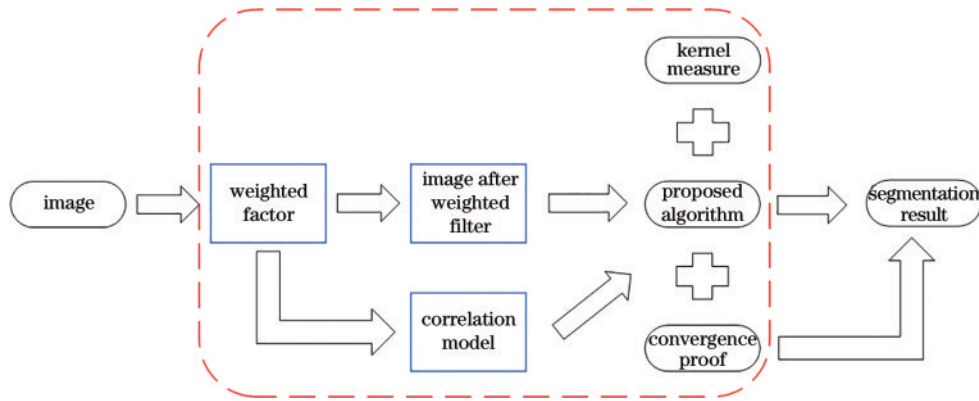 kernel
measure
image
weighted
factor
image after
weighted
filter
proposed
algorithm
segmentation
result
correlation
model
convergence
proof